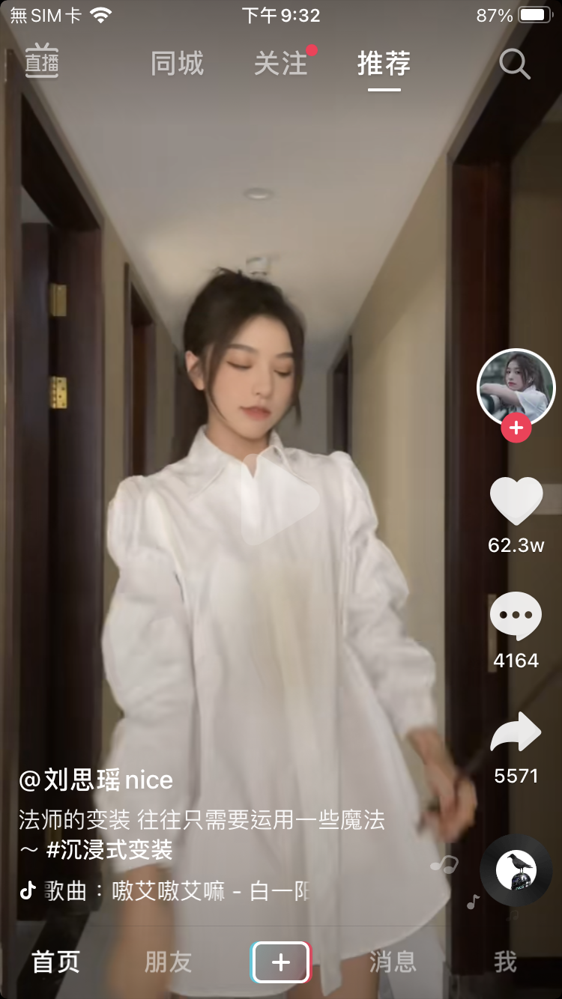 無 SIM 卡
下午 9:32
87%
直播
同城
关注
推荐
62.3w
4164
5571
@刘思瑶nice
法师的变装 往往只需要运用一些魔法
～ #沉浸式变装
歌曲：嗷艾嗷艾嘛 - 白一阳
首页
朋友
消息
我